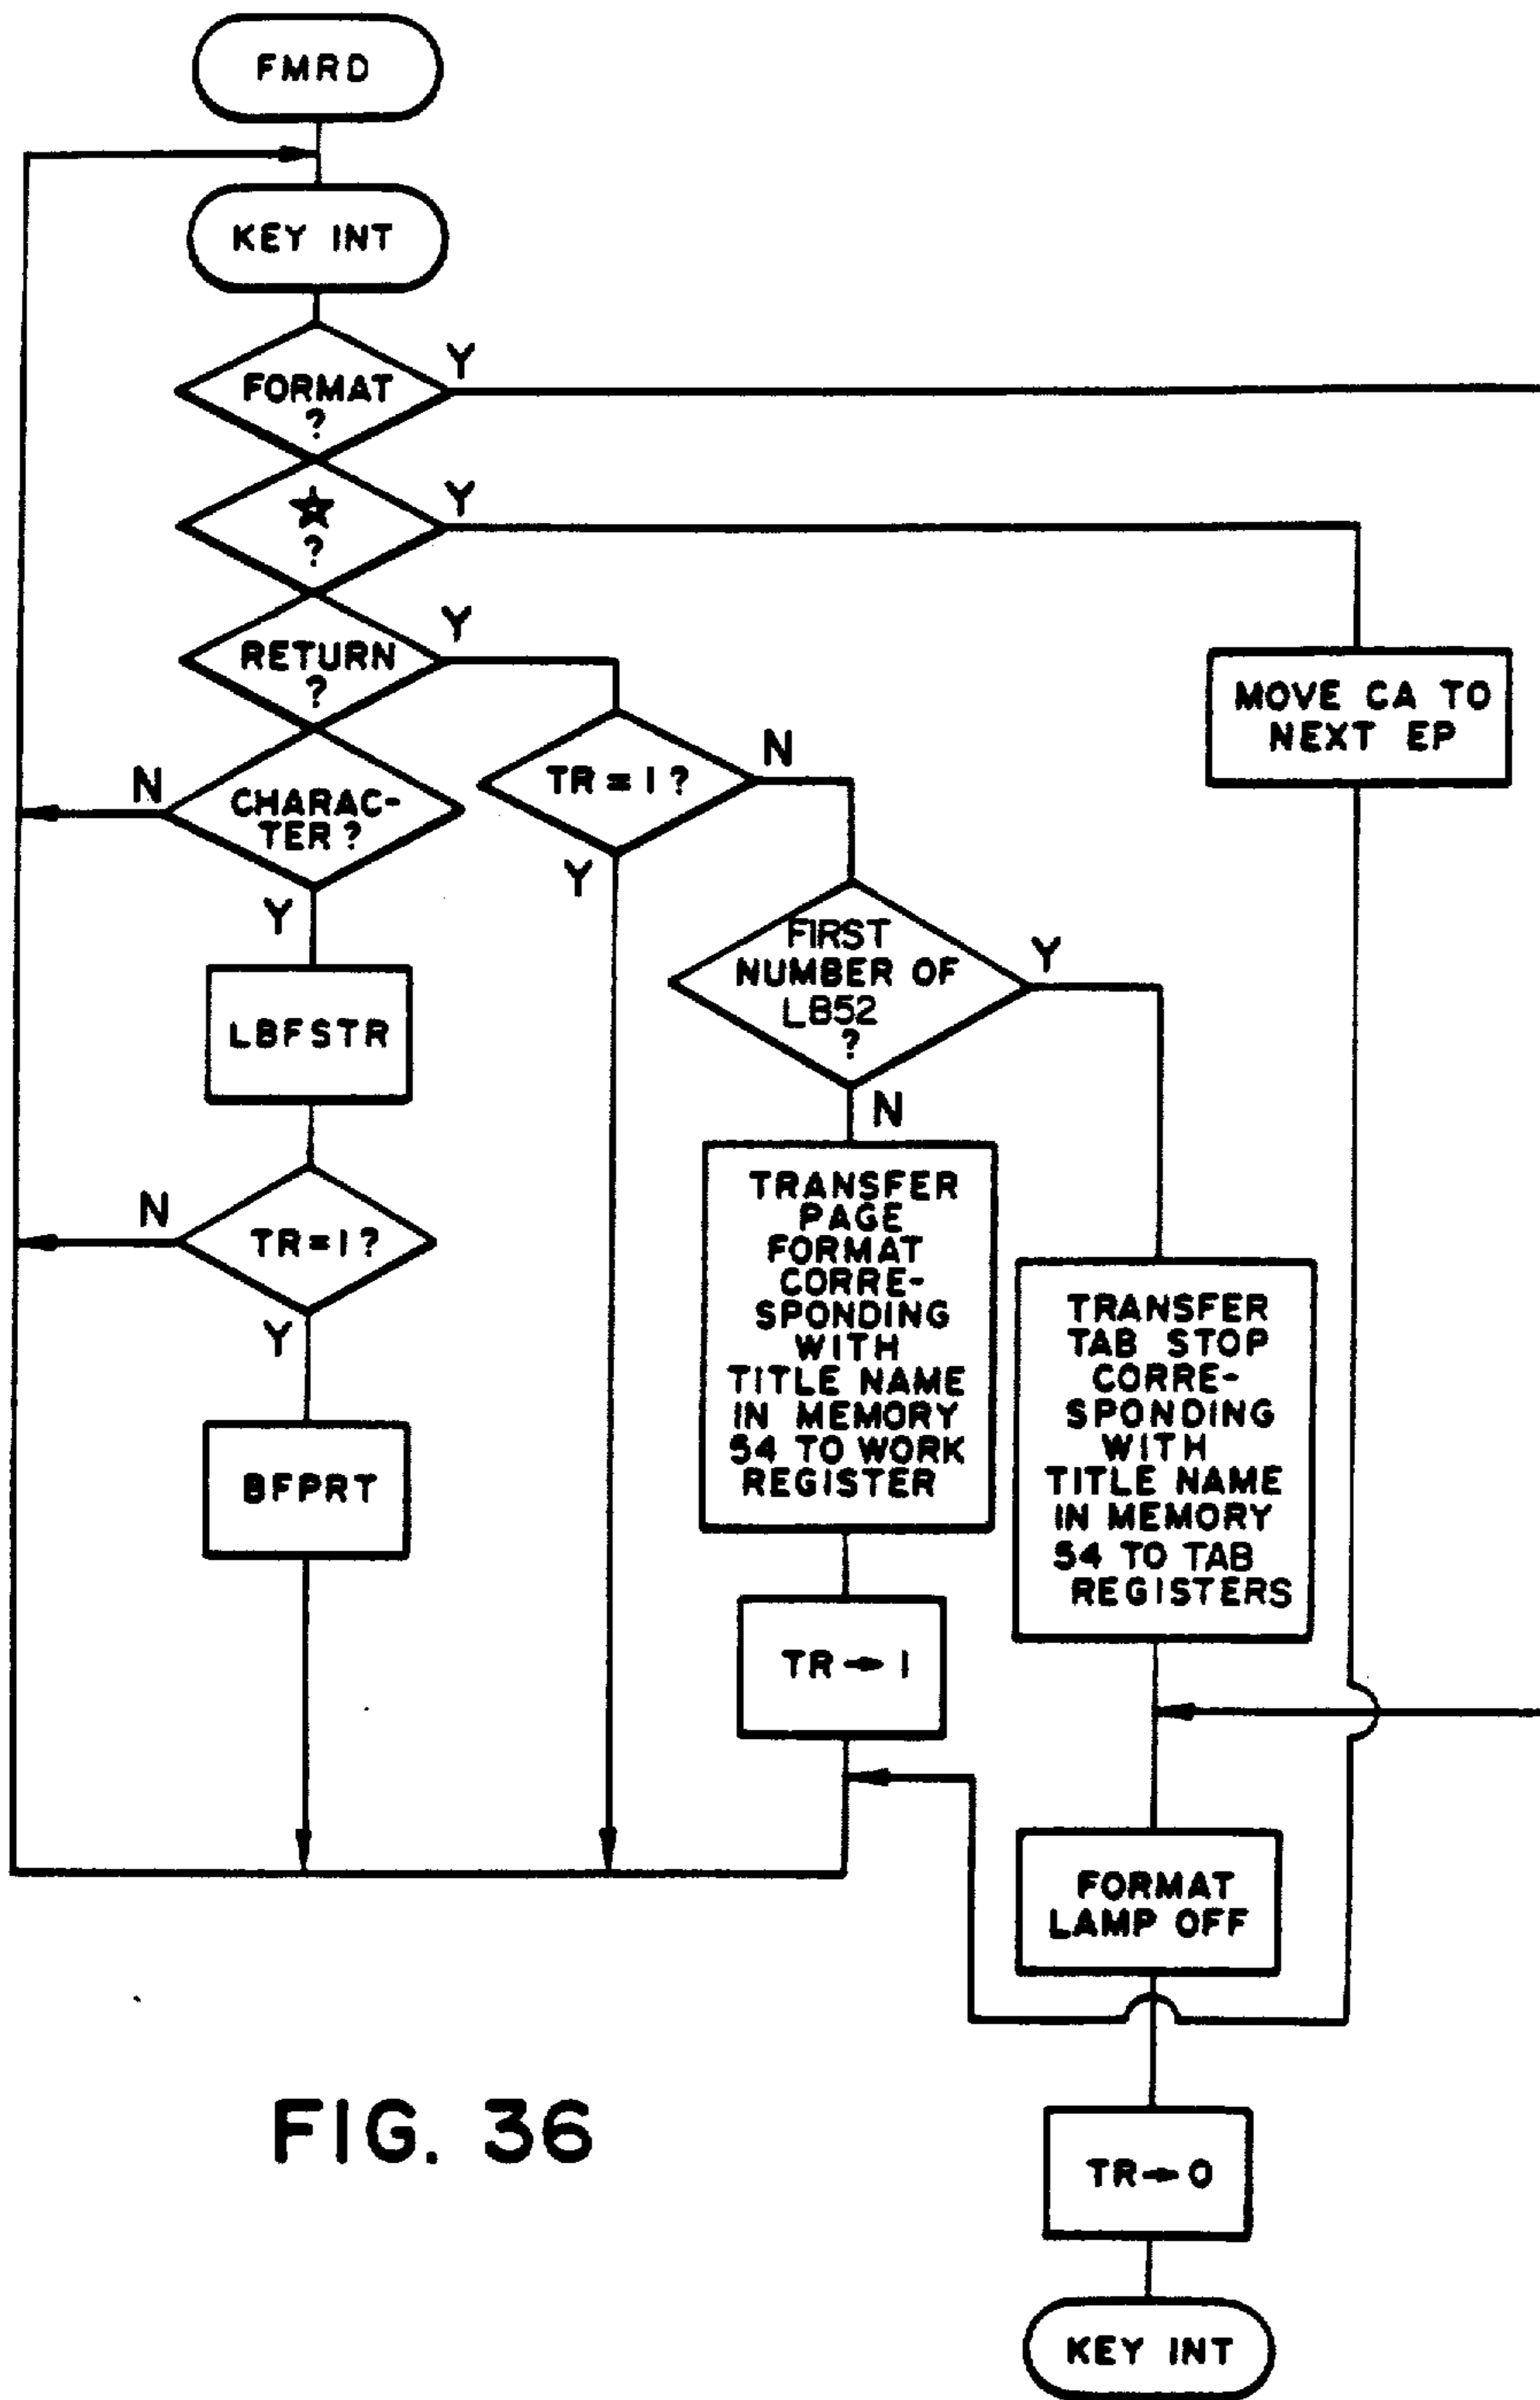 FMRD
KEY INT
FORMAT
?
Y
☆
?
Y
RETURN
?
Y
CHARAC-
TER?
N
Y
LBFSTR
TR=1?
N
Y
BFPRT
TR=1?
N
Y
FIRST
NUMBER OF
LB52
?
Y
N
TRANSFER
PAGE
FORMAT
CORRE-
SPONDING
WITH
TITLE NAME
IN MEMORY
54 TO WORK
REGISTER
TR→1
TRANSFER
TAB STOP
CORRE-
SPONDING
WITH
TITLE NAME
IN MEMORY
54 TO TAB
REGISTERS
MOVE CA TO
NEXT EP
FORMAT
LAMP OFF
TR→0
KEY INT
FIG. 36